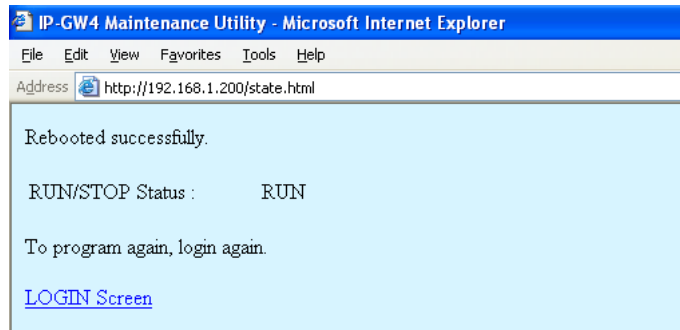 IP-GW4 Maintenance Utility - Microsoft Internet Explorer
File Edit View Favorites Tools Help
Address http://192.168.1.200/state.html
Rebooted successfully.
RUN/STOP Status : RUN
To program again, login again.
LOGIN Screen